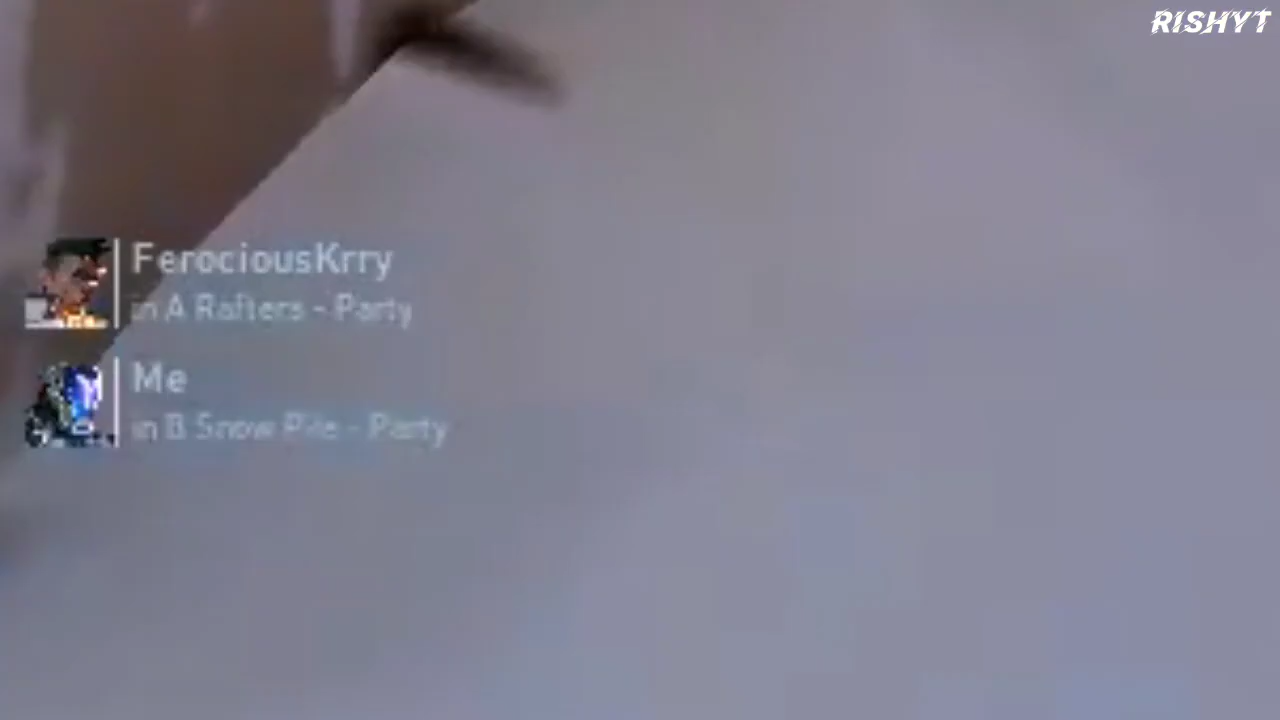 RISHYT
FerociousKrry
in A Rafters - Party
Me
in B Snow Pile - Party